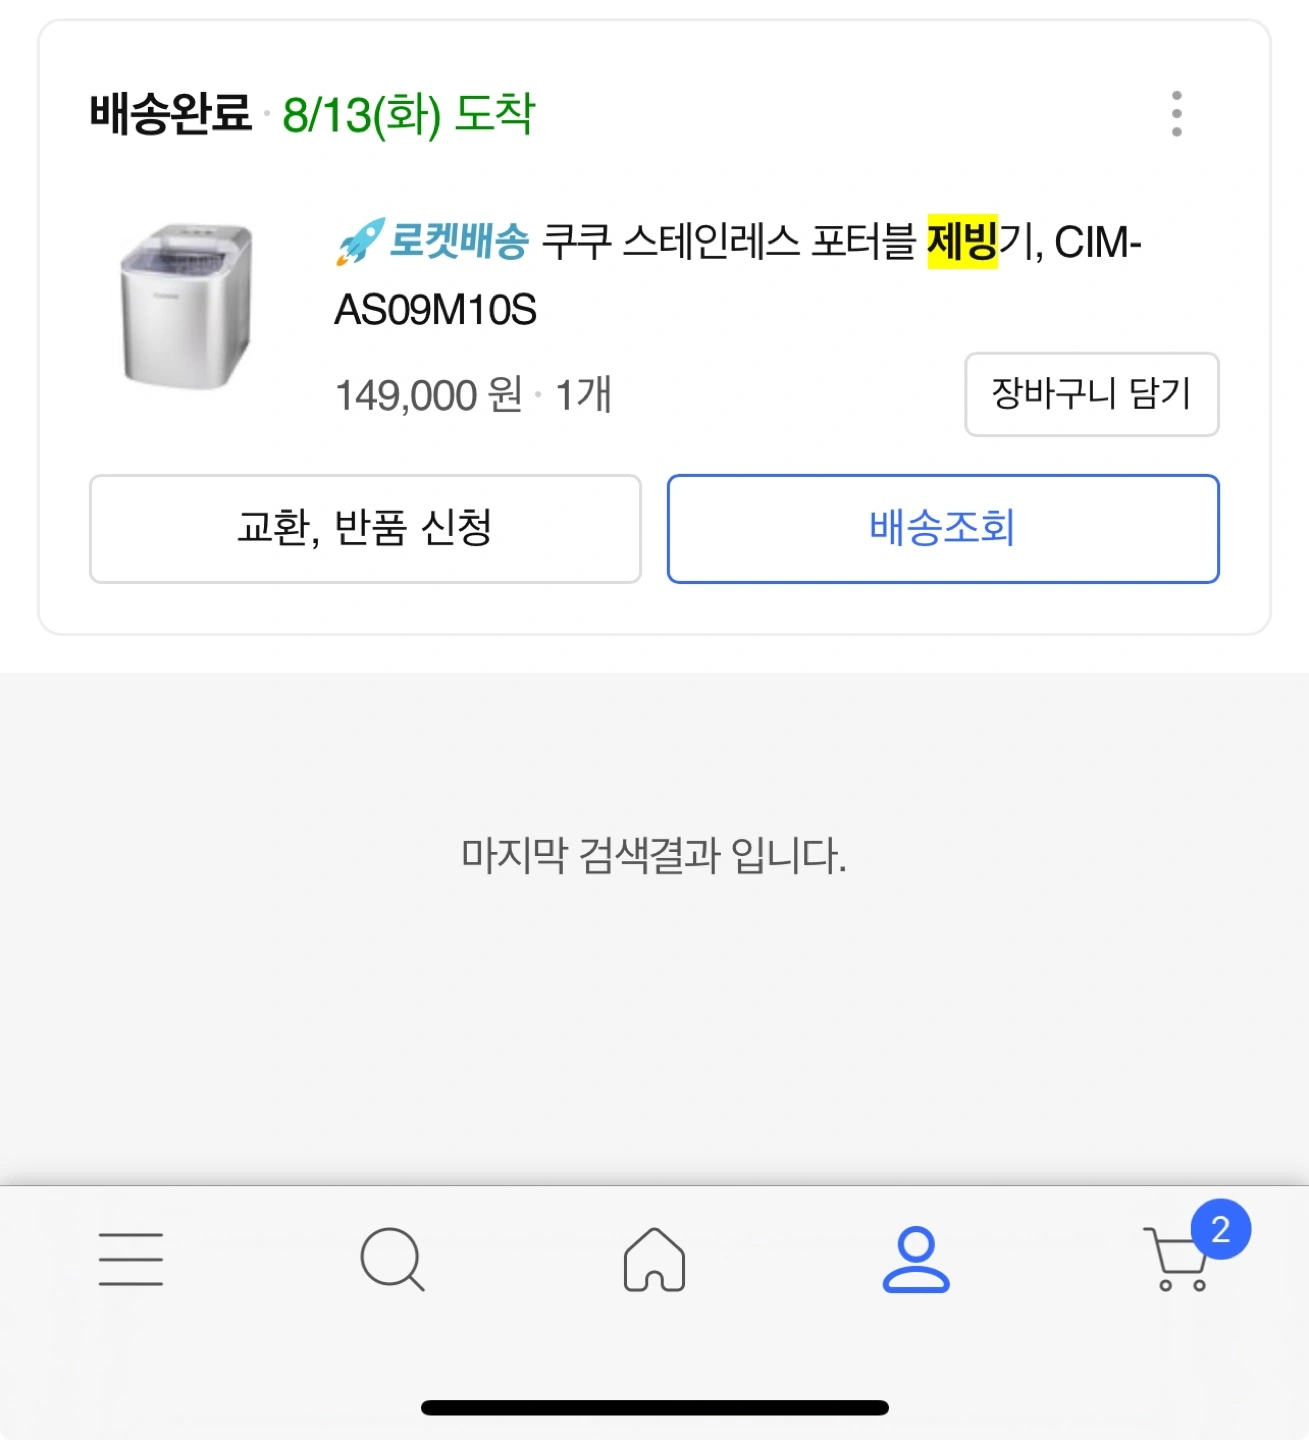 배송완료 · 8/13(화) 도착
로켓배송 쿠쿠 스테인레스 포터블 제빙기, CIM-
AS09M10S
149,000 원 · 1개
장바구니 담기
교환, 반품 신청
배송조회
마지막 검색결과 입니다.
2